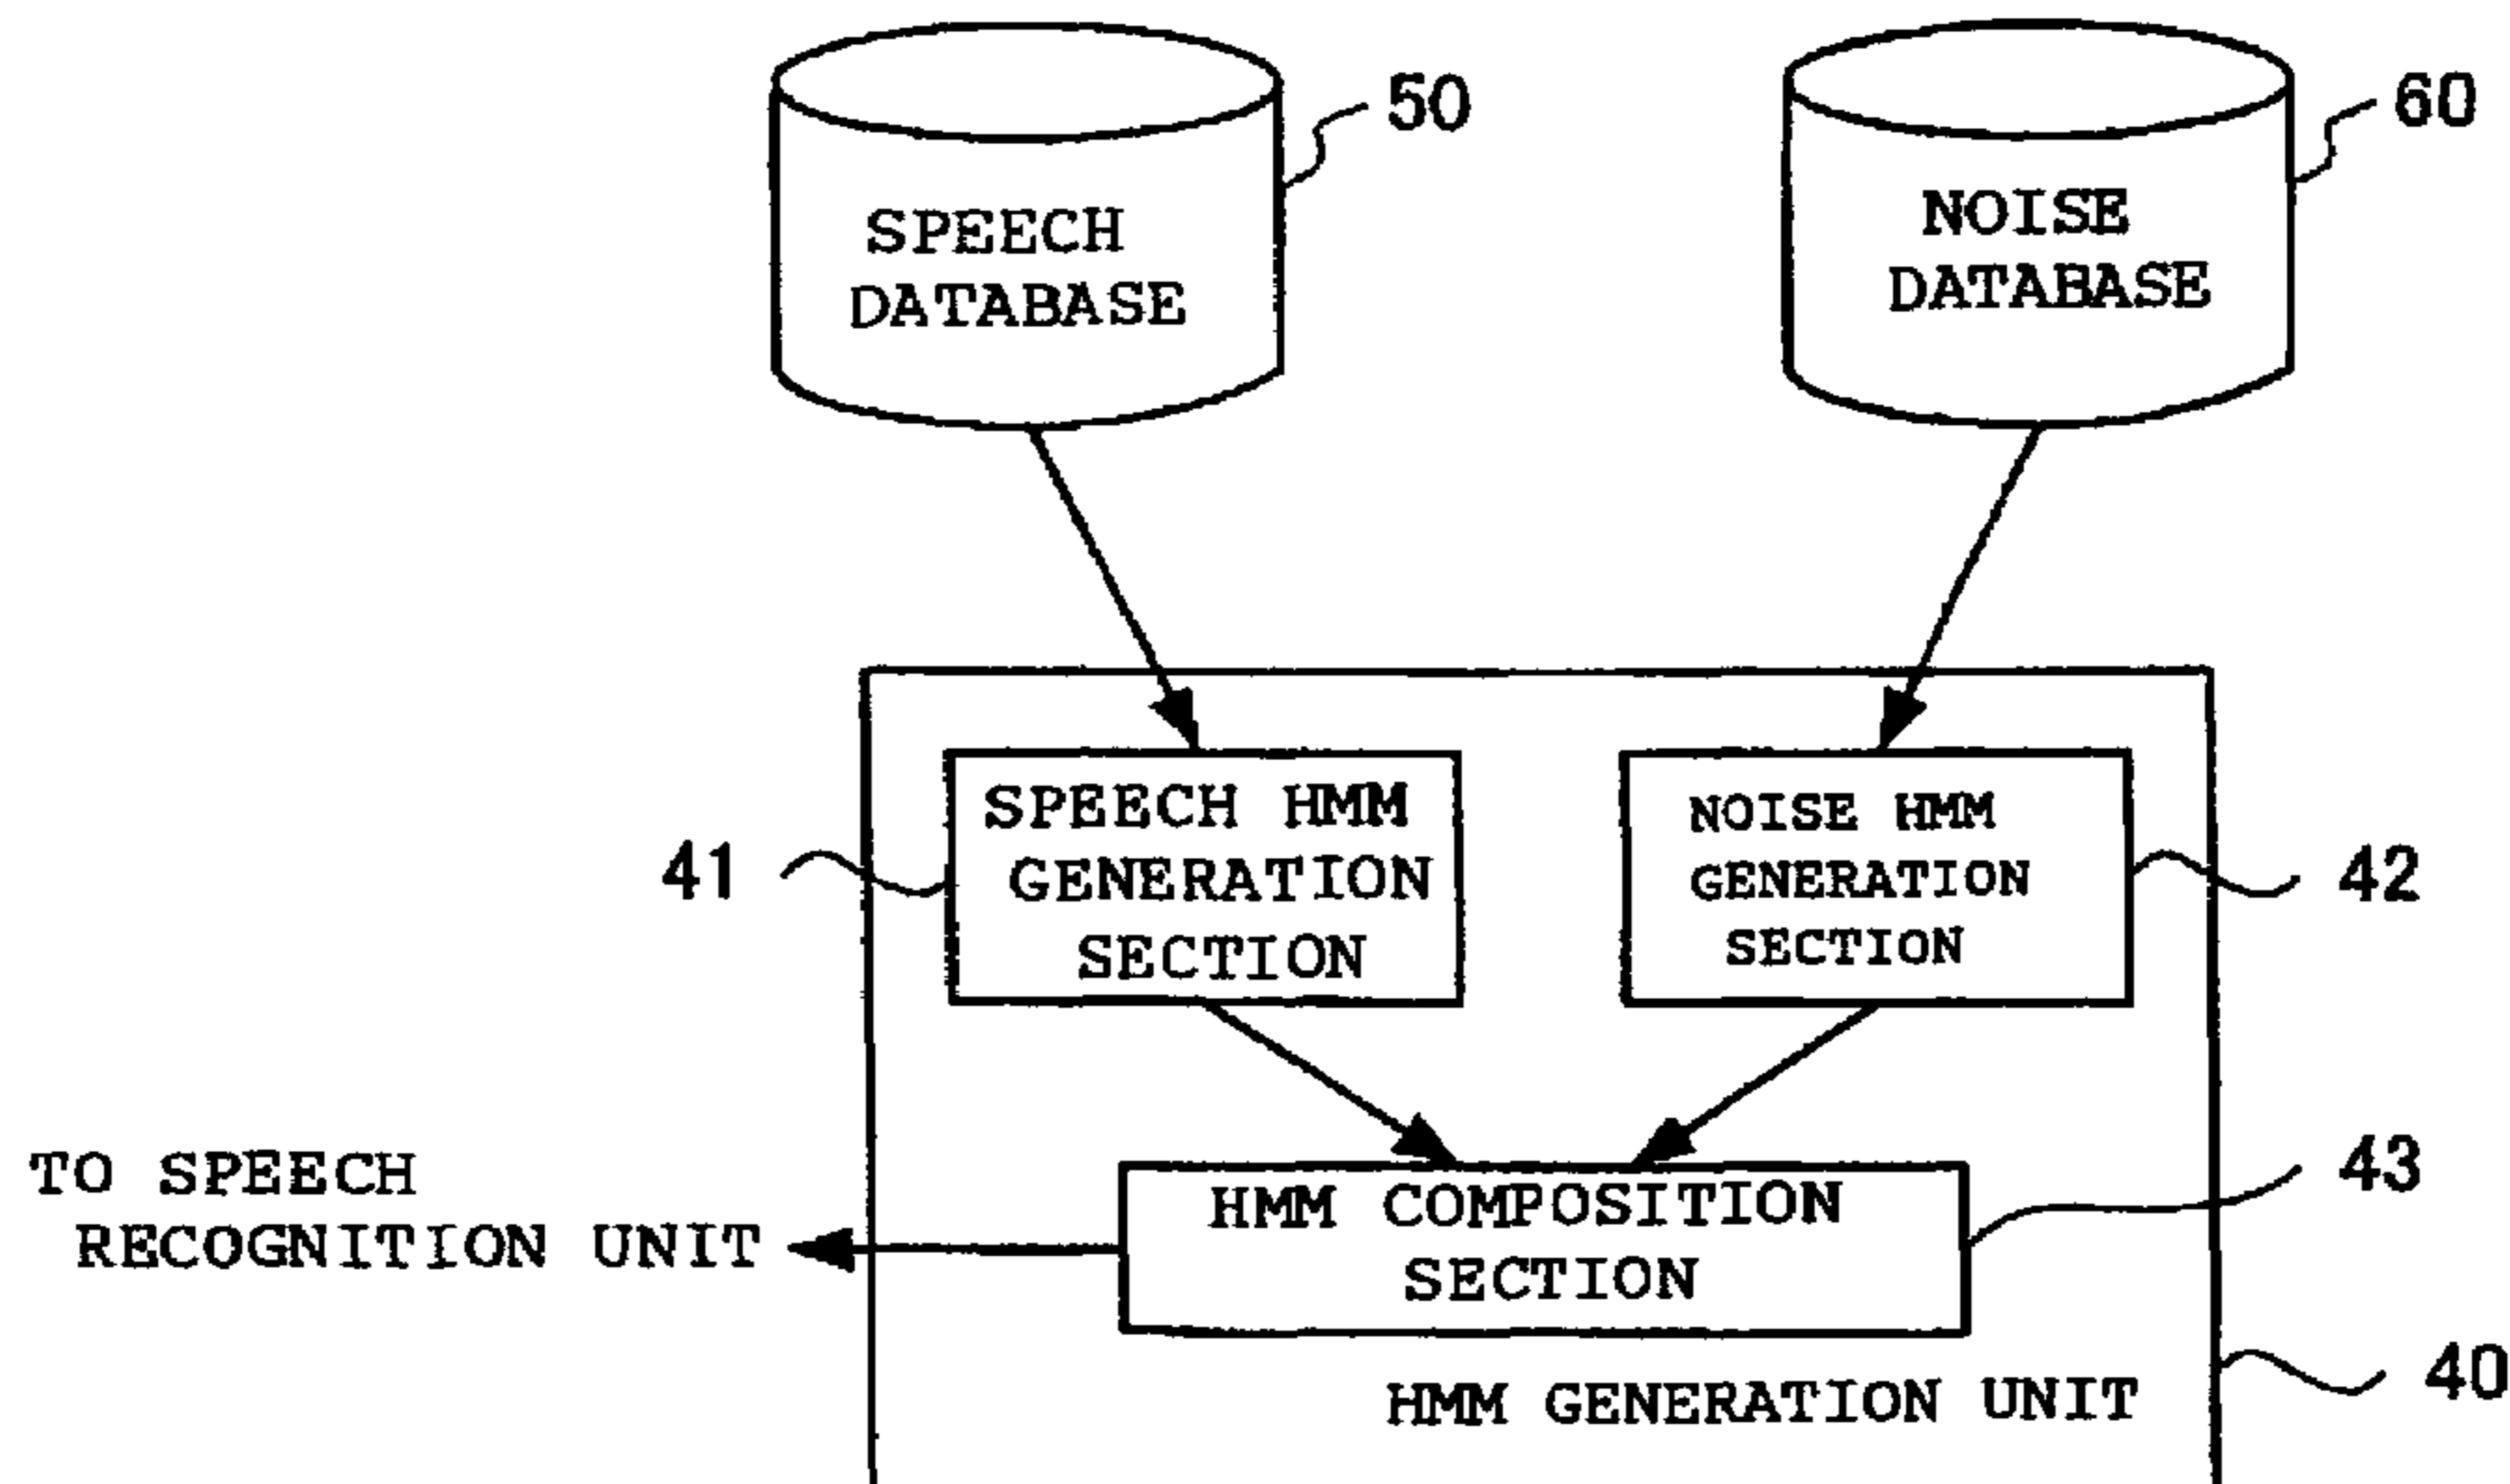 50
60
SPEECH
DATABASE
NOISE
DATABASE
SPEECH HMM
GENERATION
SECTION
NOISE HMM
GENERATION
SECTION
41
42
TO SPEECH
RECOGNITION UNIT
HMM COMPOSITION
SECTION
43
HMM GENERATION UNIT
40